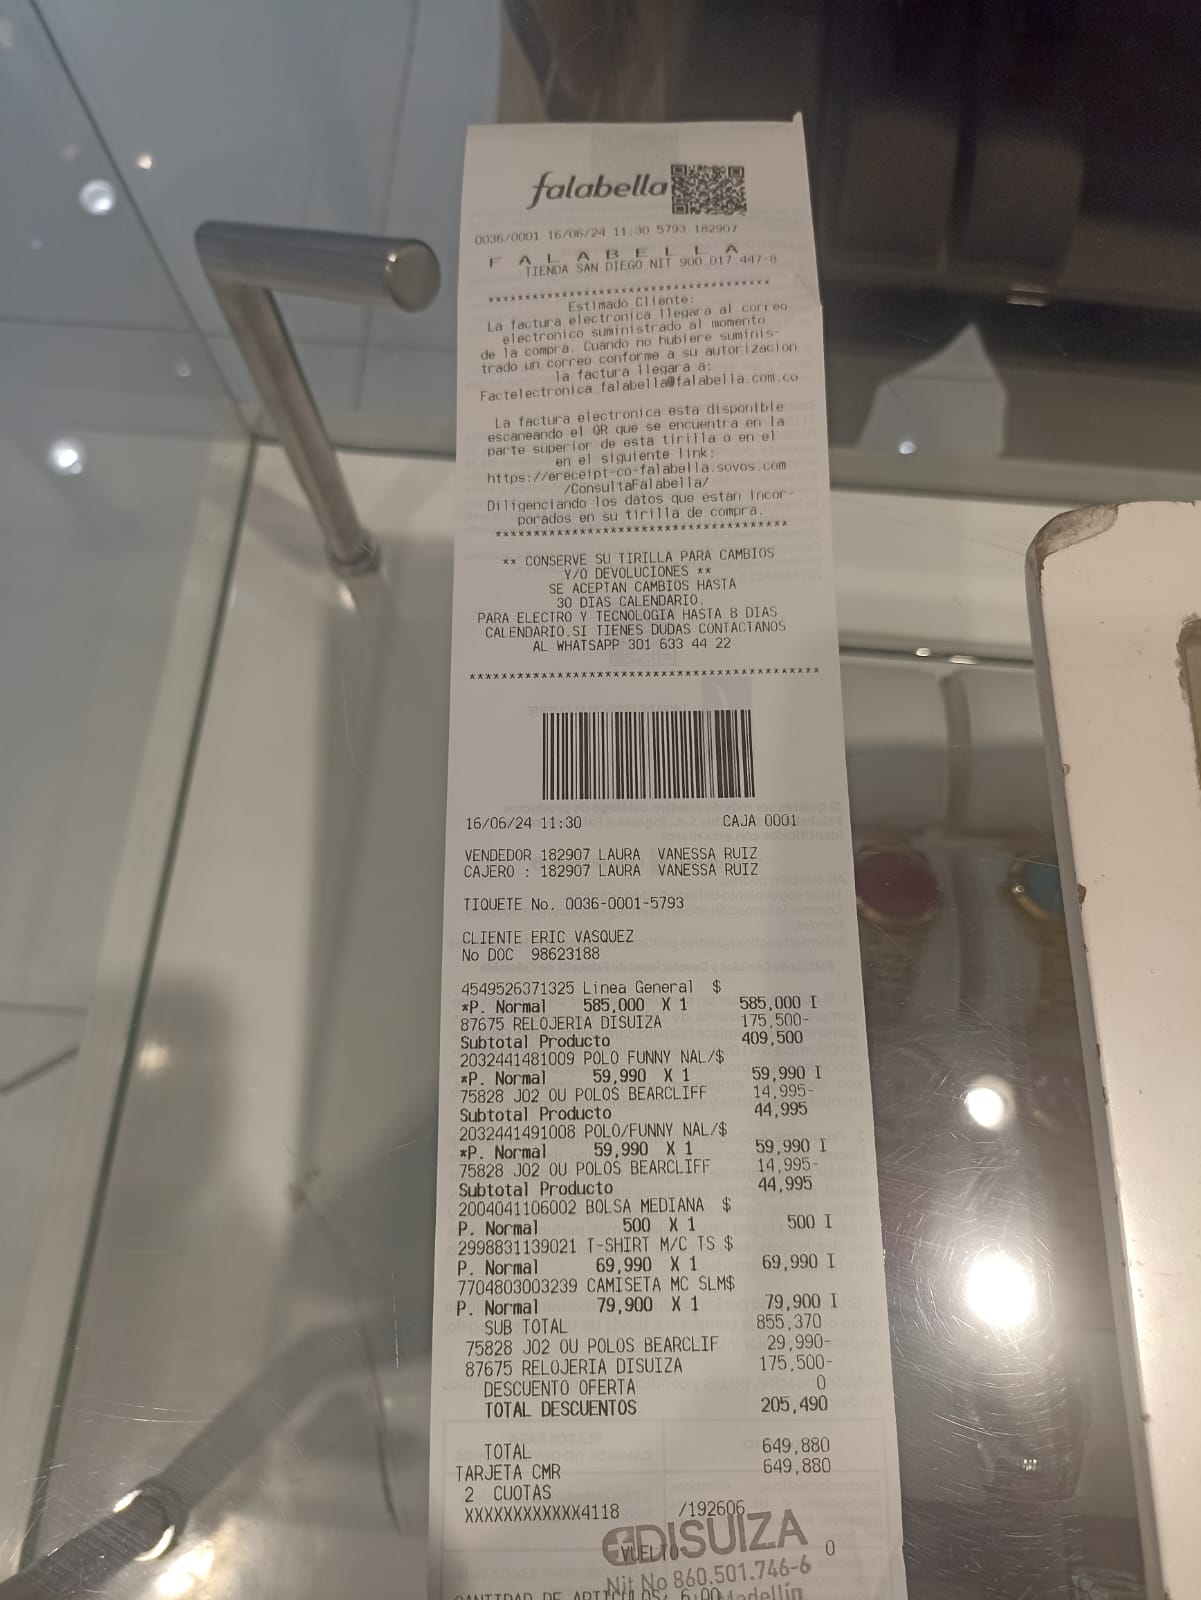 falabella
0036/0001 16/06/24 11:30 5793 182907
F A L A B E L L A
TIENDA SAN DIEGO NIT 900.017.447-8
****************************************
Estimado Cliente:
La factura electronica llegara al correo
electronico suministrado al momento
de la compra. Cuando no hubiere suminis-
trado un correo conforme a su autorizacion
la factura llegara a:
Factelectronica falabella@falabella.com.co
La factura electronica esta disponible
escaneando el QR que se encuentra en la
parte superior de esta tirilla o en el
en el siguiente link:
https://ereceipt-co-falabella.sovos.com
/ConsultaFalabella/
Diligenciando los datos que estan incor-
porados en su tirilla de compra.
****************************************
** CONSERVE SU TIRILLA PARA CAMBIOS
Y/O DEVOLUCIONES **
SE ACEPTAN CAMBIOS HASTA
30 DIAS CALENDARIO.
PARA ELECTRO Y TECNOLOGIA HASTA 8 DIAS
CALENDARIO.SI TIENES DUDAS CONTACTANOS
AL WHATSAPP 301 633 44 22
****************************************
16/06/24 11:30 CAJA 0001
VENDEDOR 182907 LAURA VANESSA RUIZ
CAJERO : 182907 LAURA VANESSA RUIZ
TIQUETE No. 0036-0001-5793
CLIENTE ERIC VASQUEZ
No DOC 98623188
4549526371325 Linea General $
*P. Normal 585,000 X 1 585,000 I
87675 RELOJERIA DISUIZA 175,500-
Subtotal Producto 409,500
2032441481009 POLO FUNNY NAL/$
*P. Normal 59,990 X 1 59,990 I
75828 J02 OU POLOS BEARCLIFF 14,995-
Subtotal Producto 44,995
2032441491008 POLO/FUNNY NAL/$
*P. Normal 59,990 X 1 59,990 I
75828 J02 OU POLOS BEARCLIFF 14,995-
Subtotal Producto 44,995
2004041106002 BOLSA MEDIANA $
P. Normal 500 X 1 500 I
2998831139021 T-SHIRT M/C TS $
P. Normal 69,990 X 1 69,990 I
7704803003239 CAMISETA MC SLM$
P. Normal 79,900 X 1 79,900 I
SUB TOTAL 855,370
75828 J02 OU POLOS BEARCLIF 29,990-
87675 RELOJERIA DISUIZA 175,500-
DESCUENTO OFERTA 0
TOTAL DESCUENTOS 205,490
TOTAL 649,880
TARJETA CMR 649,880
2 CUOTAS
XXXXXXXXXXXX4118 /192606
DISUIZA
VUELTO 0
Nit No 860.501.746-6
CANTIDAD DE ARTICULOS: 6.00
Medellín